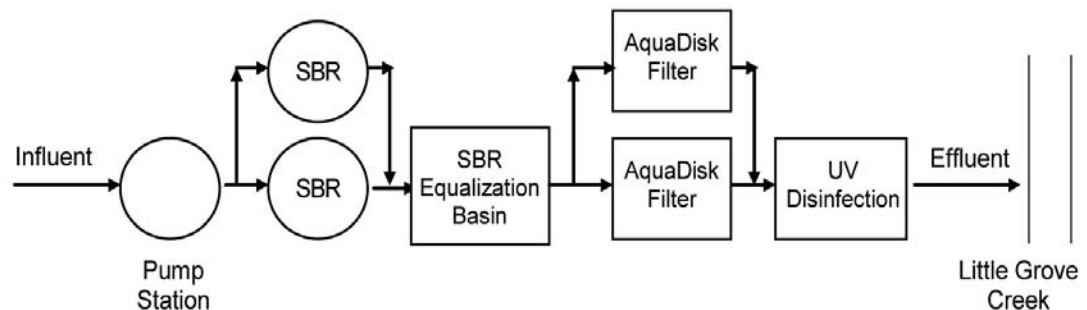 Influent
Pump
Station
SBR
SBR
SBR
Equalization
Basin
AquaDisk
Filter
AquaDisk
Filter
UV
Disinfection
Effluent
Little Grove
Creek